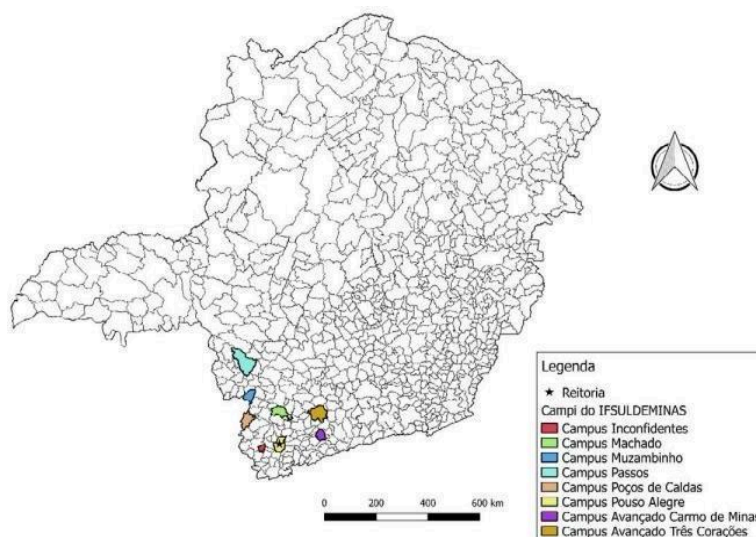 Legenda
Reitoria
Campi do IFSULDEMINAS
Campus Inconfidentes
Campus Machado
Campus Muzambinho
Campus Passos
Campus Poços de Caldas
Campus Pouso Alegre
Campus Avançado Carmo de Minas
Campus Avançado Três Corações
0 200 400 600 km